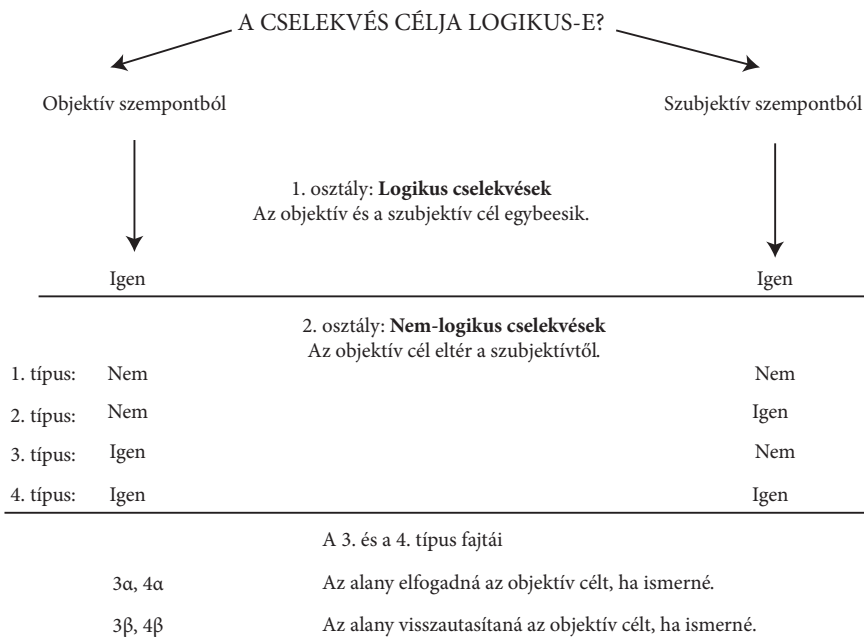 A CSELEKVÉS CÉLJA LOGIKUS-E?
Objektív szempontból Szubjektív szempontból
1. osztály: Logikus cselekvések
Az objektív és a szubjektív cél egybeesik.
Igen Igen
2. osztály: Nem-logikus cselekvések
Az objektív cél eltér a szubjektívtől.
1. típus: Nem Nem
2. típus: Nem Igen
3. típus: Igen Nem
4. típus: Igen Igen
A 3. és a 4. típus fajtái
3α, 4α Az alany elfogadná az objektív célt, ha ismerné.
3β, 4β Az alany visszautasítaná az objektív célt, ha ismerné.